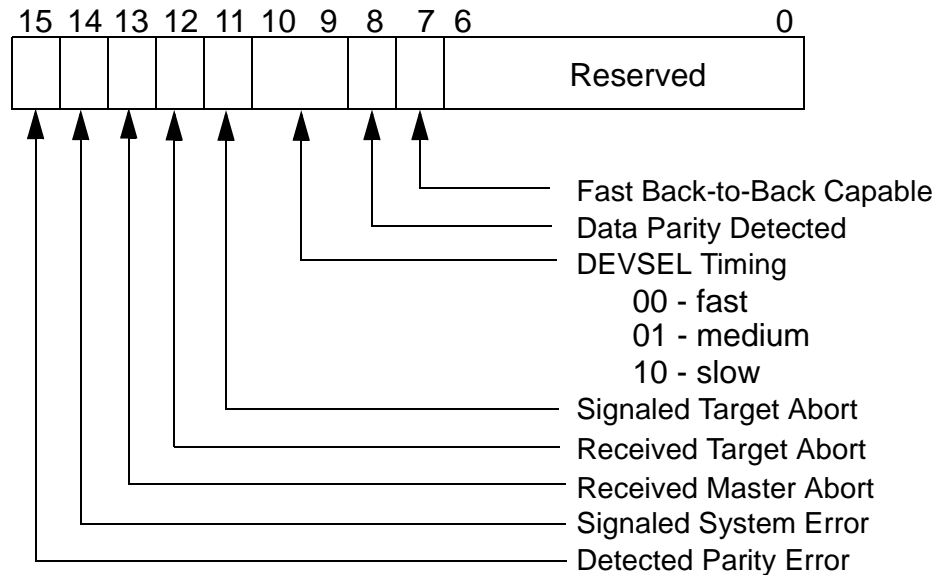 15 14 13 12 11 10 9 8 7 6 0
Reserved
Fast Back-to-Back Capable
Data Parity Detected
DEVSEL Timing
00 - fast
01 - medium
10 - slow
Signaled Target Abort
Received Target Abort
Received Master Abort
Signaled System Error
Detected Parity Error